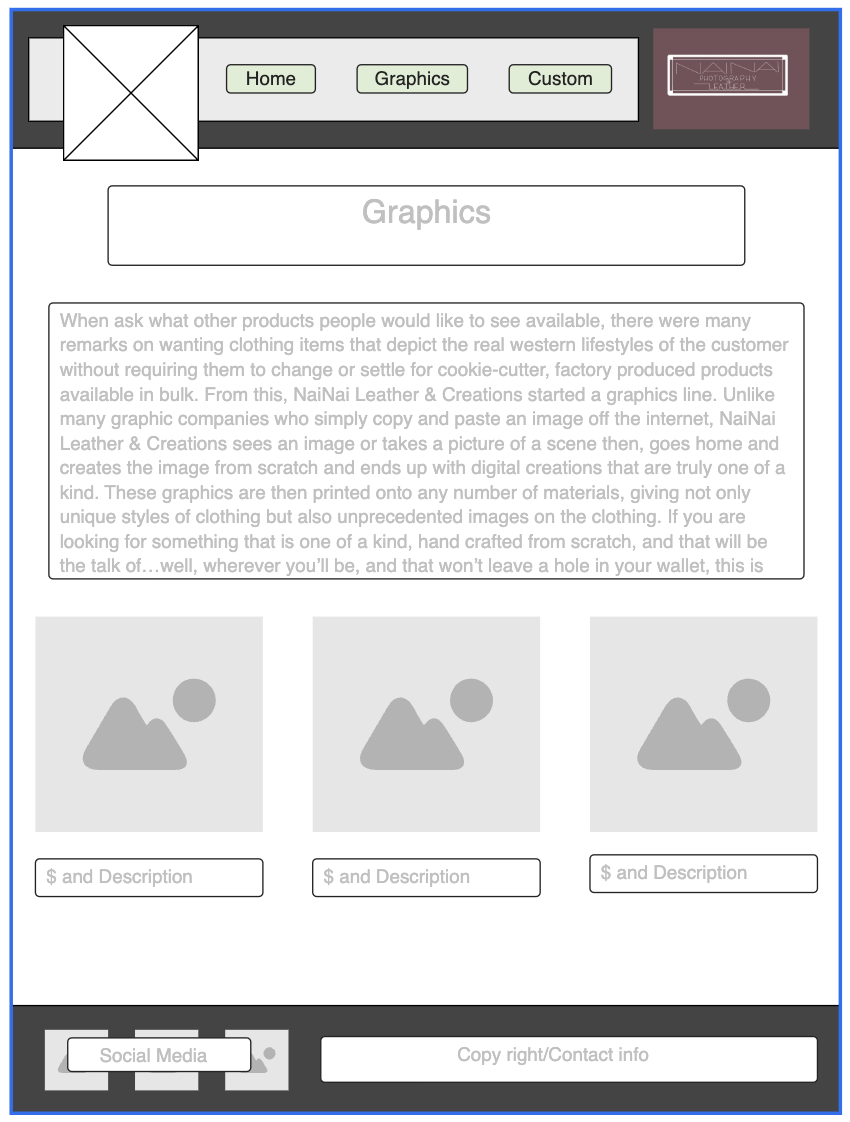 Home
Graphics
Custom
NAINAI
PHOTOGRAPHY
LEATHER
Graphics
When ask what other products people would like to see available, there were many
remarks on wanting clothing items that depict the real western lifestyles of the customer
without requiring them to change or settle for cookie-cutter, factory produced products
available in bulk. From this, NaiNai Leather & Creations started a graphics line. Unlike
many graphic companies who simply copy and paste an image off the internet, NaiNai
Leather & Creations sees an image or takes a picture of a scene then, goes home and
creates the image from scratch and ends up with digital creations that are truly one of a
kind. These graphics are then printed onto any number of materials, giving not only
unique styles of clothing but also unprecedented images on the clothing. If you are
looking for something that is one of a kind, hand crafted from scratch, and that will be
the talk of…well, wherever you’ll be, and that won’t leave a hole in your wallet, this is
$ and Description
$ and Description
$ and Description
Social Media
Copy right/Contact info